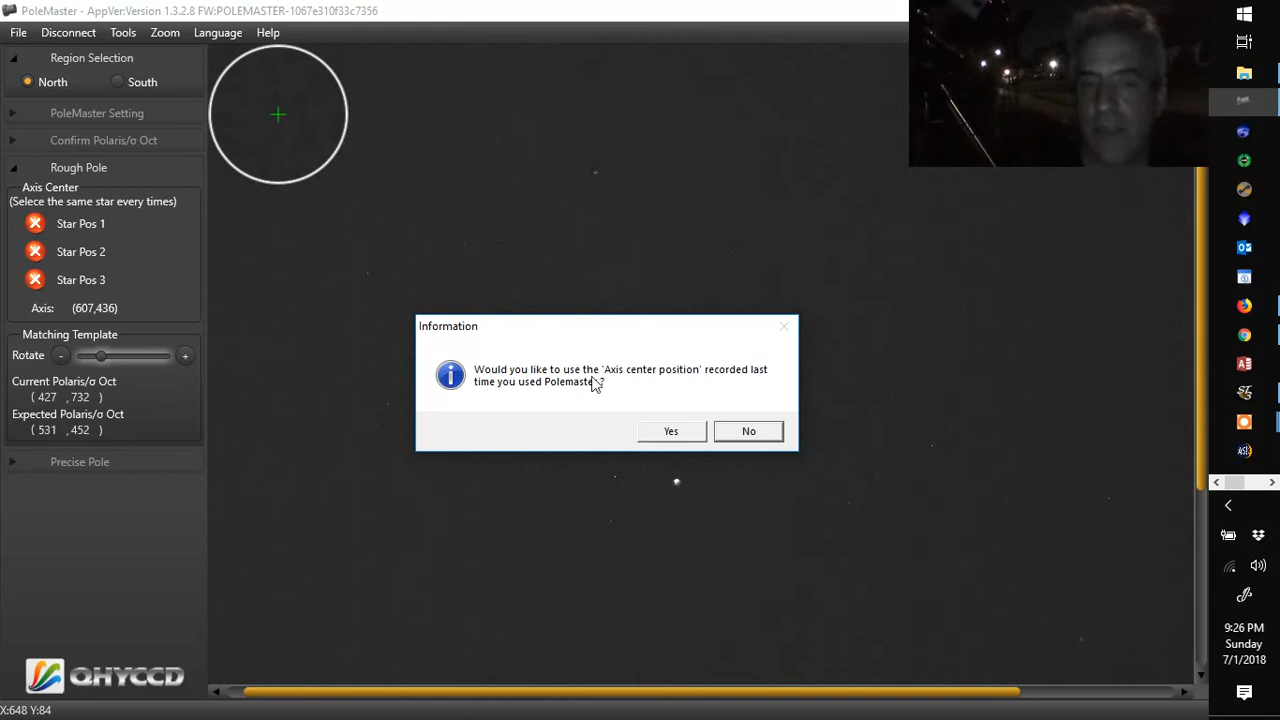 PoleMaster - AppVer:Version 1.3.2.8 FW:POLEMASTER-1067e310f33c7356
File Disconnect Tools Zoom Language Help
Region Selection
North South
PoleMaster Setting
Confirm Polaris/σ Oct
Rough Pole
Axis Center
(Selece the same star every times)
Star Pos 1
Star Pos 2
Star Pos 3
Axis: (607,436)
Matching Template
Rotate - +
Current Polaris/σ Oct
( 427 , 732 )
Expected Polaris/σ Oct
( 531 , 452 )
Precise Pole
QHYCCD
X:648 Y:84
Information
Would you like to use the 'Axis center position' recorded last
time you used Polemaster?
Yes No
9:26 PM
Sunday
7/1/2018